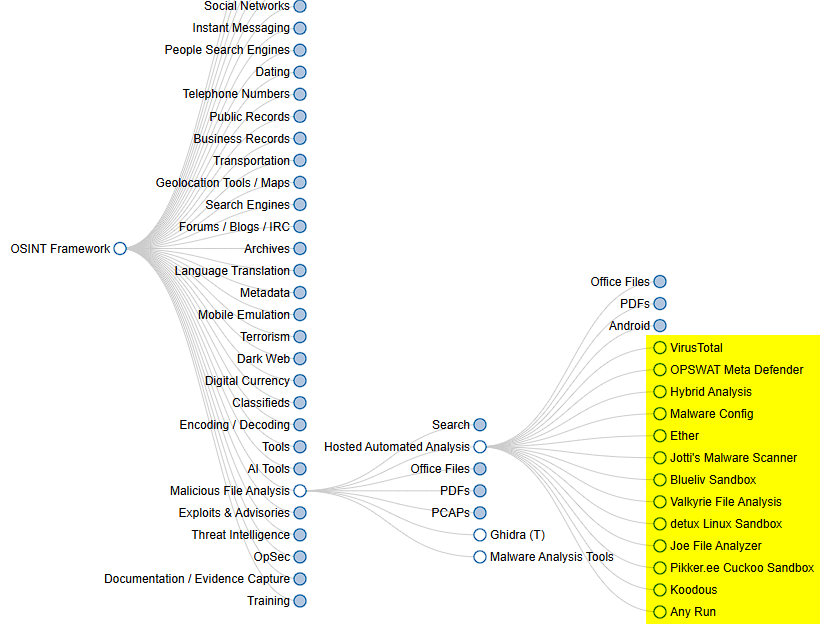 OSINT Framework
Social Networks
Instant Messaging
People Search Engines
Dating
Telephone Numbers
Public Records
Business Records
Transportation
Geolocation Tools / Maps
Search Engines
Forums / Blogs / IRC
Archives
Language Translation
Metadata
Mobile Emulation
Terrorism
Dark Web
Digital Currency
Classifieds
Encoding / Decoding
Tools
AI Tools
Malicious File Analysis
Exploits & Advisories
Threat Intelligence
OpSec
Documentation / Evidence Capture
Training
Search
Hosted Automated Analysis
Office Files
PDFs
PCAPs
Ghidra (T)
Malware Analysis Tools
Office Files
PDFs
Android
VirusTotal
OPSWAT Meta Defender
Hybrid Analysis
Malware Config
Ether
Jotti's Malware Scanner
Blueliv Sandbox
Valkyrie File Analysis
detux Linux Sandbox
Joe File Analyzer
Pikker.ee Cuckoo Sandbox
Koodous
Any Run